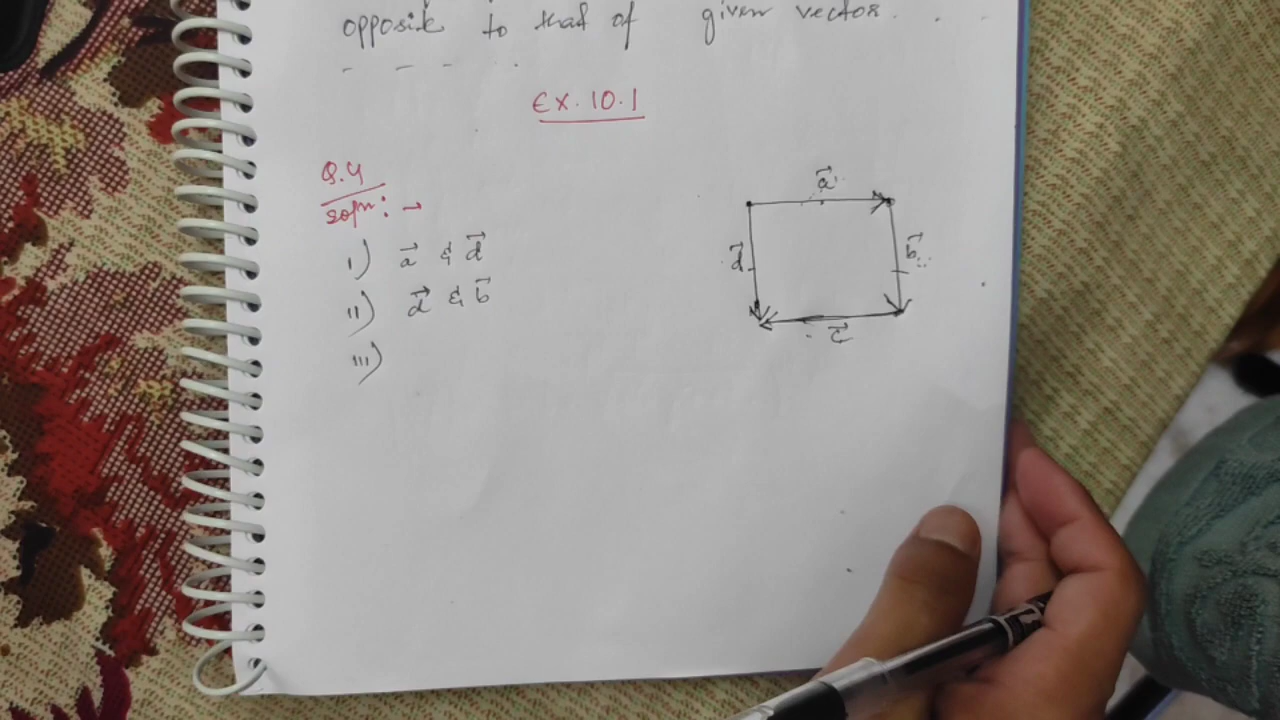 opposite to that of given vector. . .
- - - . .
Ex. 10.1
Q.4
Soln: →
i) a⃗ & d⃗
ii) d⃗ & b⃗
iii)
a⃗
d⃗
b⃗
c⃗